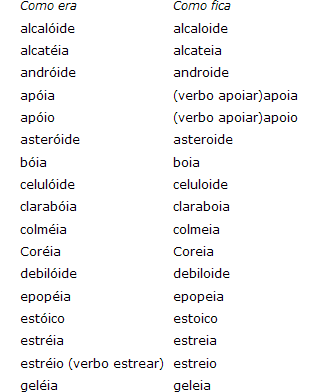 Como era Como fica
alcalóide alcaloide
alcatéia alcateia
andróide androide
apóia (verbo apoiar)apoia
apóio (verbo apoiar)apoio
asteróide asteroide
bóia boia
celulóide celuloide
clarabóia claraboia
colméia colmeia
Coréia Coreia
debilóide debiloide
epopéia epopeia
estóico estoico
estréia estreia
estréio (verbo estrear) estreio
geléia geleia